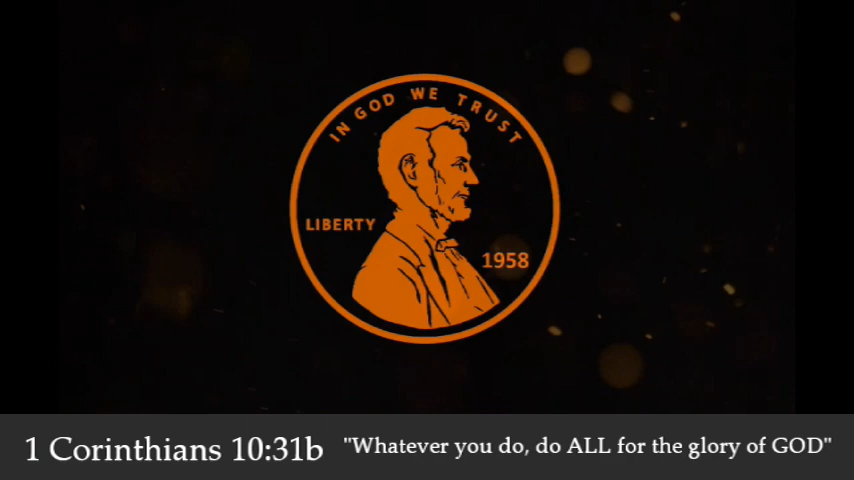 IN GOD WE TRUST
LIBERTY
1958
1 Corinthians 10:31b "Whatever you do, do ALL for the glory of GOD"